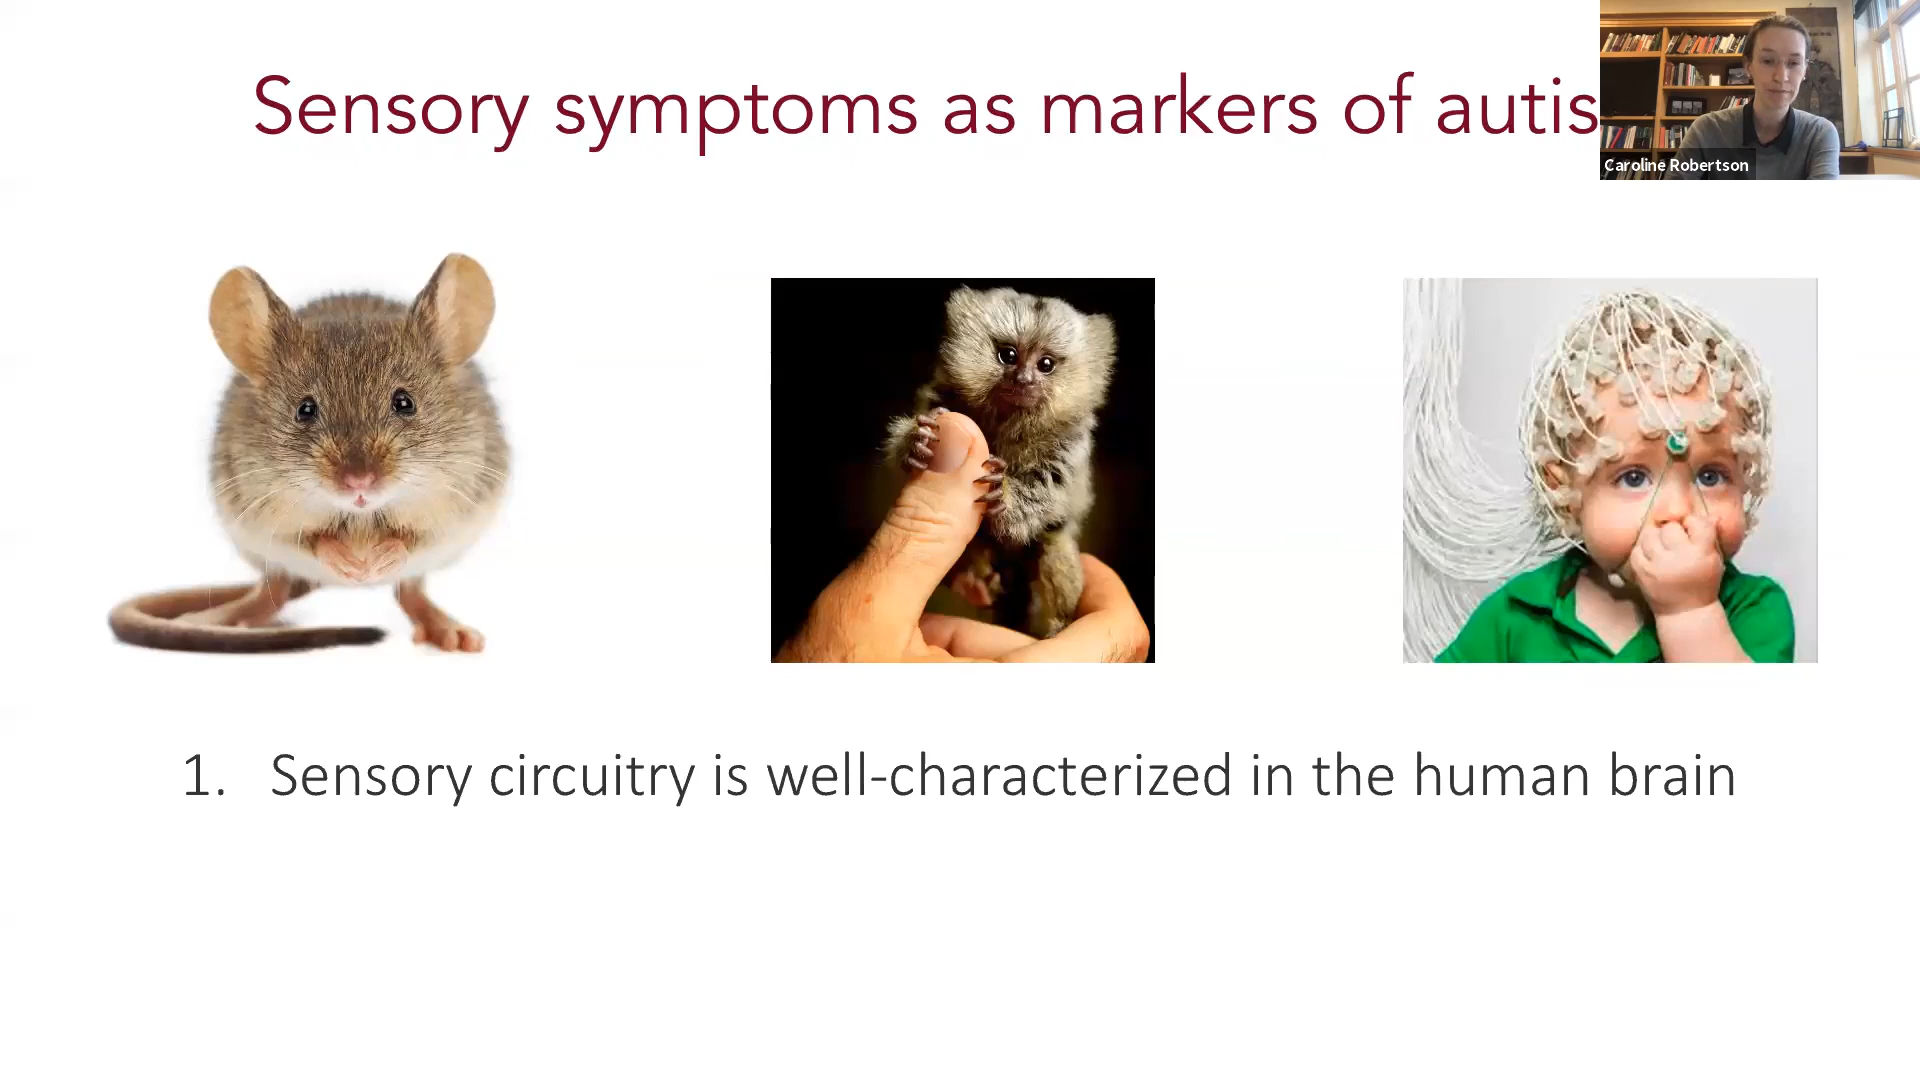 Sensory symptoms as markers of autis
Caroline Robertson
1. Sensory circuitry is well-characterized in the human brain